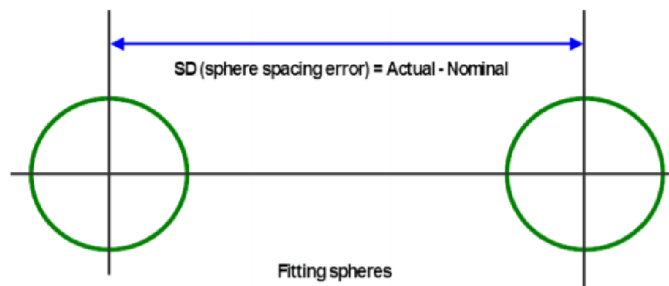 SD (sphere spacing error) = Actual - Nominal
Fitting spheres